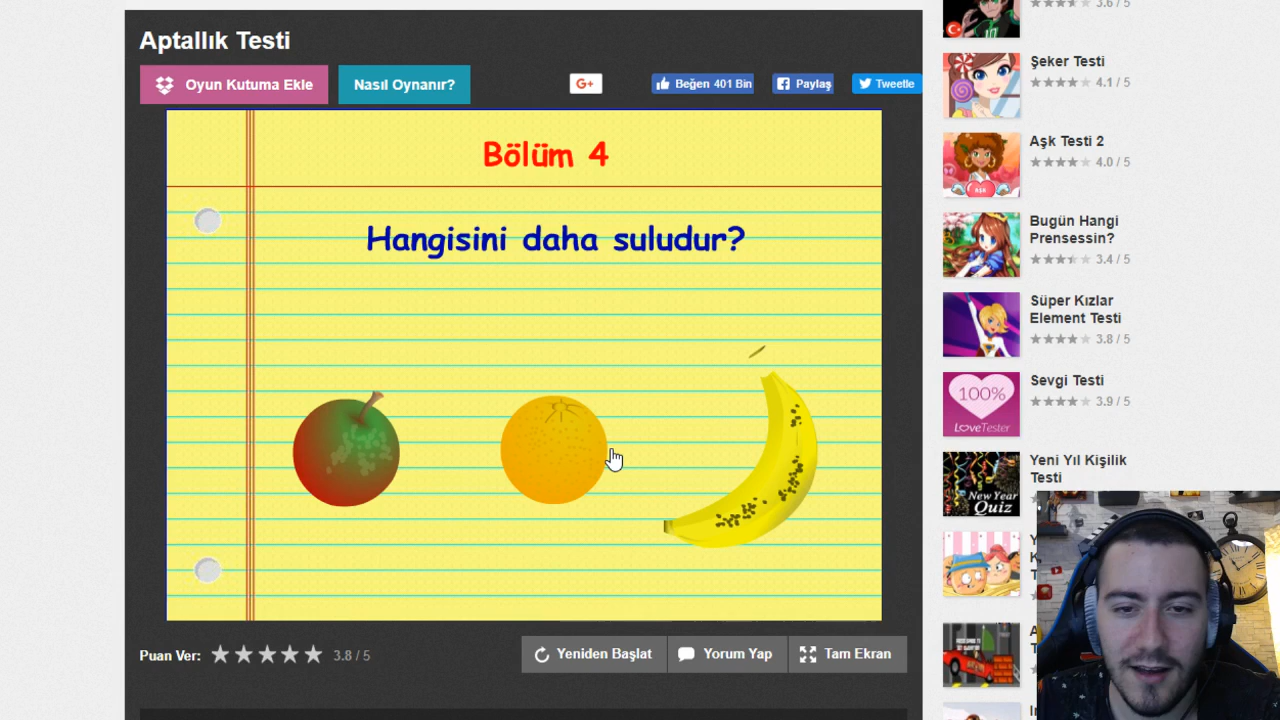 Aptallık Testi
Oyun Kutuma Ekle
Nasıl Oynanır?
G+
Beğen 401 Bin
Paylaş
Tweetle
Bölüm 4
Hangisini daha suludur?
Puan Ver:
3.8 / 5
Yeniden Başlat
Yorum Yap
Tam Ekran
3.6 / 5
Şeker Testi
4.1 / 5
Aşk Testi 2
4.0 / 5
AŞK
Bugün Hangi
Prensessin?
3.4 / 5
Süper Kızlar
Element Testi
3.8 / 5
Sevgi Testi
3.9 / 5
100%
LoveTester
Yeni Yıl Kişilik
Testi
New Year
Quiz